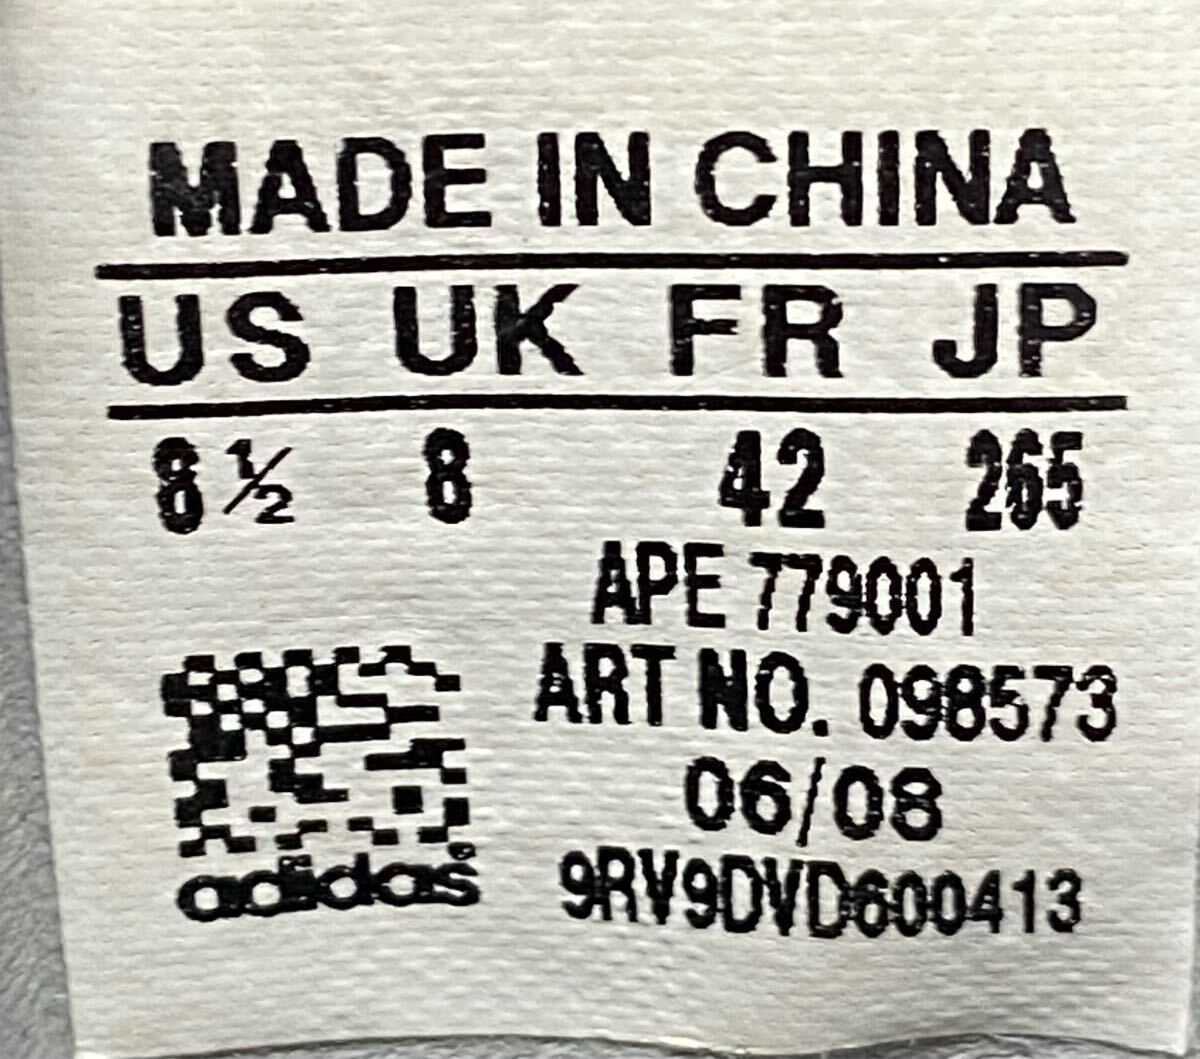 MADE IN CHINA
US UK FR JP
8 ½ 8 42 265
APE 779001
ART NO. 098573
06/08
adidas
9RV9DVD600413